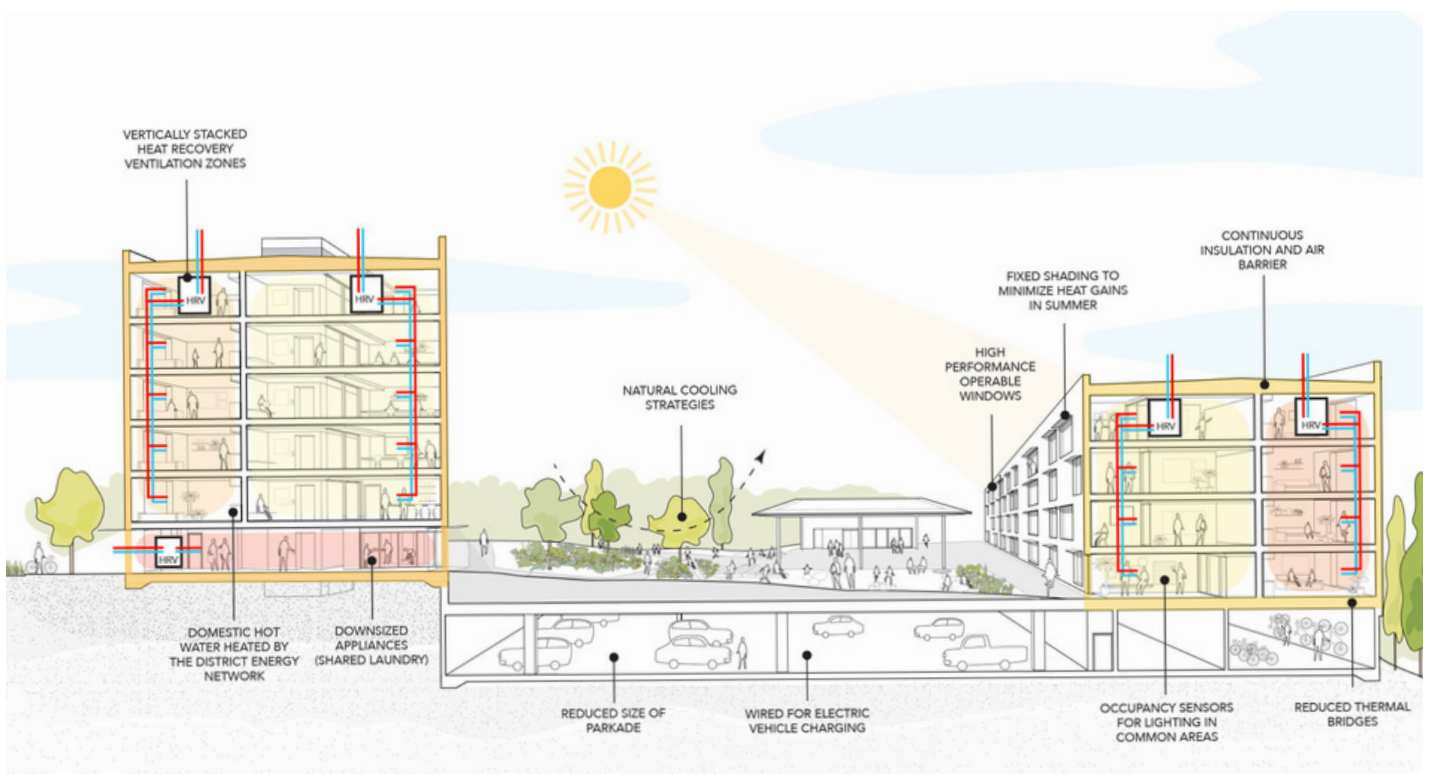 VERTICALLY STACKED
HEAT RECOVERY
VENTILATION ZONES
CONTINUOUS
INSULATION AND AIR
BARRIER
FIXED SHADING TO
MINIMIZE HEAT GAINS
IN SUMMER
HIGH
PERFORMANCE
OPERABLE
WINDOWS
NATURAL COOLING
STRATEGIES
HRV
HRV
HRV
HRV
HRV
DOMESTIC HOT
WATER HEATED BY
THE DISTRICT ENERGY
NETWORK
DOWNSIZED
APPLIANCES
(SHARED LAUNDRY)
REDUCED SIZE OF
PARKADE
WIRED FOR ELECTRIC
VEHICLE CHARGING
OCCUPANCY SENSORS
FOR LIGHTING IN
COMMON AREAS
REDUCED THERMAL
BRIDGES